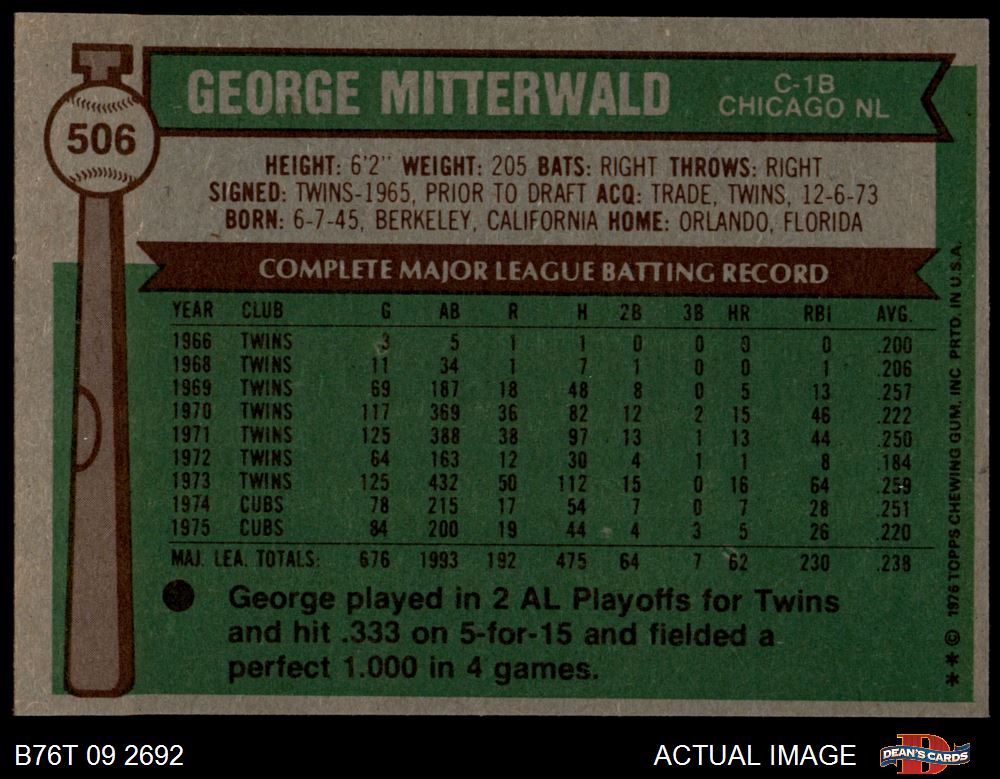 506
GEORGE MITTERWALD
C-1B
CHICAGO NL
HEIGHT: 6'2" WEIGHT: 205 BATS: RIGHT THROWS: RIGHT
SIGNED: TWINS-1965, PRIOR TO DRAFT ACQ: TRADE, TWINS, 12-6-73
BORN: 6-7-45, BERKELEY, CALIFORNIA HOME: ORLANDO, FLORIDA
COMPLETE MAJOR LEAGUE BATTING RECORD
YEAR CLUB G AB R H 2B 3B HR RBI AVG.
1966 TWINS 3 5 1 1 0 0 0 0 .200
1968 TWINS 11 34 1 7 1 0 0 1 .206
1969 TWINS 69 187 18 48 8 0 5 13 .257
1970 TWINS 117 369 36 82 12 2 15 46 .222
1971 TWINS 125 388 38 97 13 1 13 44 .250
1972 TWINS 64 163 12 30 4 1 1 8 .184
1973 TWINS 125 432 50 112 15 0 16 64 .259
1974 CUBS 78 215 17 54 7 0 7 28 .251
1975 CUBS 84 200 19 44 4 3 5 26 .220
MAJ. LEA. TOTALS: 676 1993 192 475 64 7 62 230 .238
● George played in 2 AL Playoffs for Twins
and hit .333 on 5-for-15 and fielded a
perfect 1.000 in 4 games.
** © 1976 TOPPS CHEWING GUM, INC PRTD. IN U.S.A.
B76T 09 2692
ACTUAL IMAGE
DEAN'S CARDS